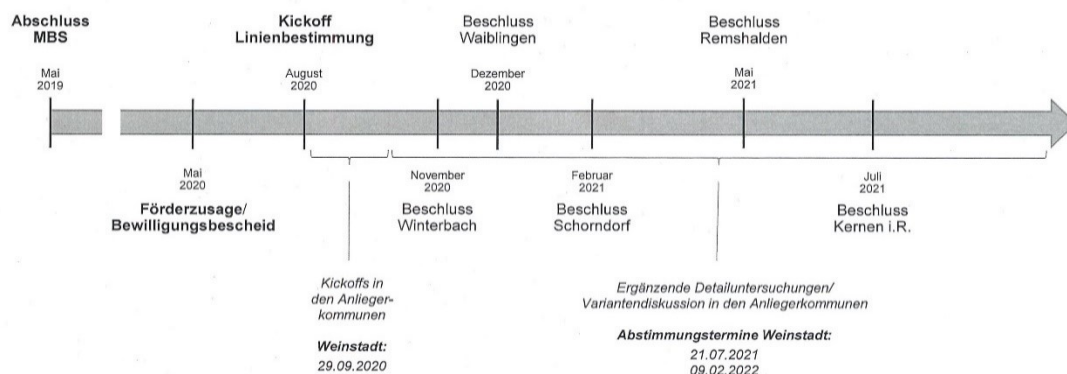 Abschluss
MBS
Kickoff
Linienbestimmung
Beschluss
Waiblingen
Beschluss
Remshalden
Mai
2019
August
2020
Dezember
2020
Mai
2021
Mai
2020
November
2020
Februar
2021
Juli
2021
Förderzusage/
Bewilligungsbescheid
Beschluss
Winterbach
Beschluss
Schorndorf
Beschluss
Kernen i.R.
Kickoffs in
den Anlieger-
kommunen
Weinstadt:
29.09.2020
Ergänzende Detailuntersuchungen/
Variantendiskussion in den Anliegerkommunen
Abstimmungstermine Weinstadt:
21.07.2021
09.02.2022